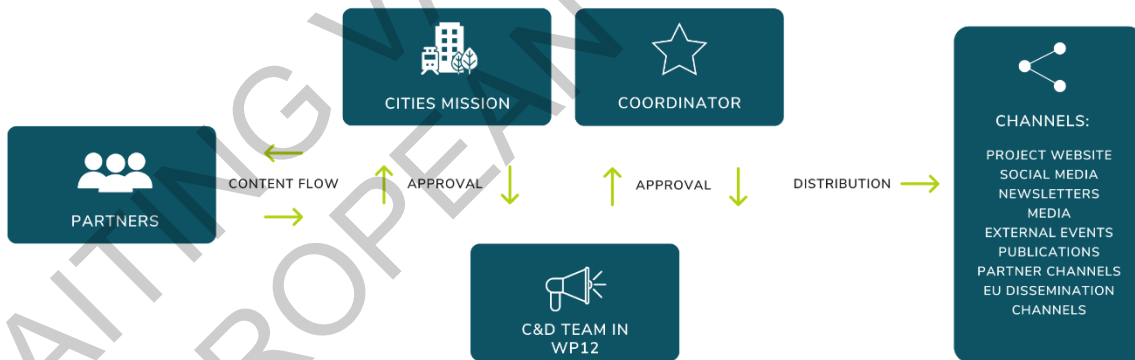 CITIES MISSION
COORDINATOR
PARTNERS
CONTENT FLOW
APPROVAL
APPROVAL
DISTRIBUTION
C&D TEAM IN
WP12
CHANNELS:
PROJECT WEBSITE
SOCIAL MEDIA
NEWSLETTERS
MEDIA
EXTERNAL EVENTS
PUBLICATIONS
PARTNER CHANNELS
EU DISSEMINATION
CHANNELS